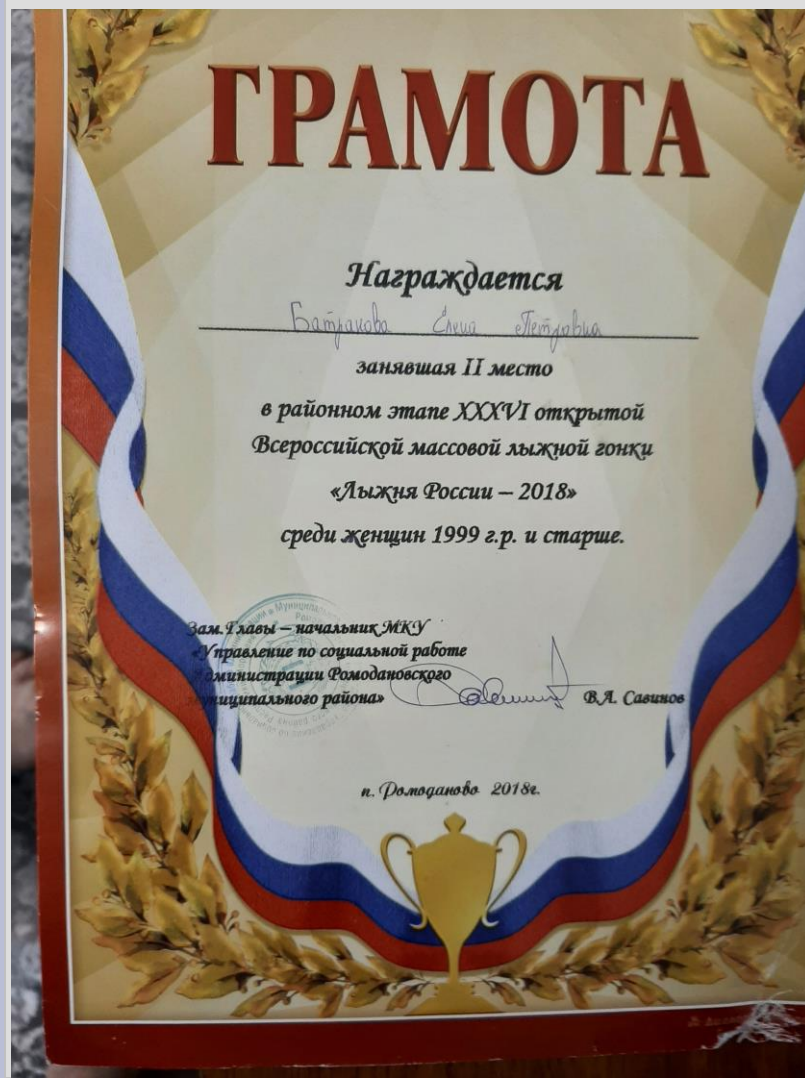 ГРАМОТА
Награждается
Батракова Елена Петровна
занявшая II место
в районном этапе XXXVI открытой
Всероссийской массовой лыжной гонки
«Лыжня России – 2018»
среди женщин 1999 г.р. и старше.
Зам. Главы – начальник МКУ
«Управление по социальной работе
администрации Ромодановского
муниципального района»
В.А. Савинов
п. Ромоданово 2018г.